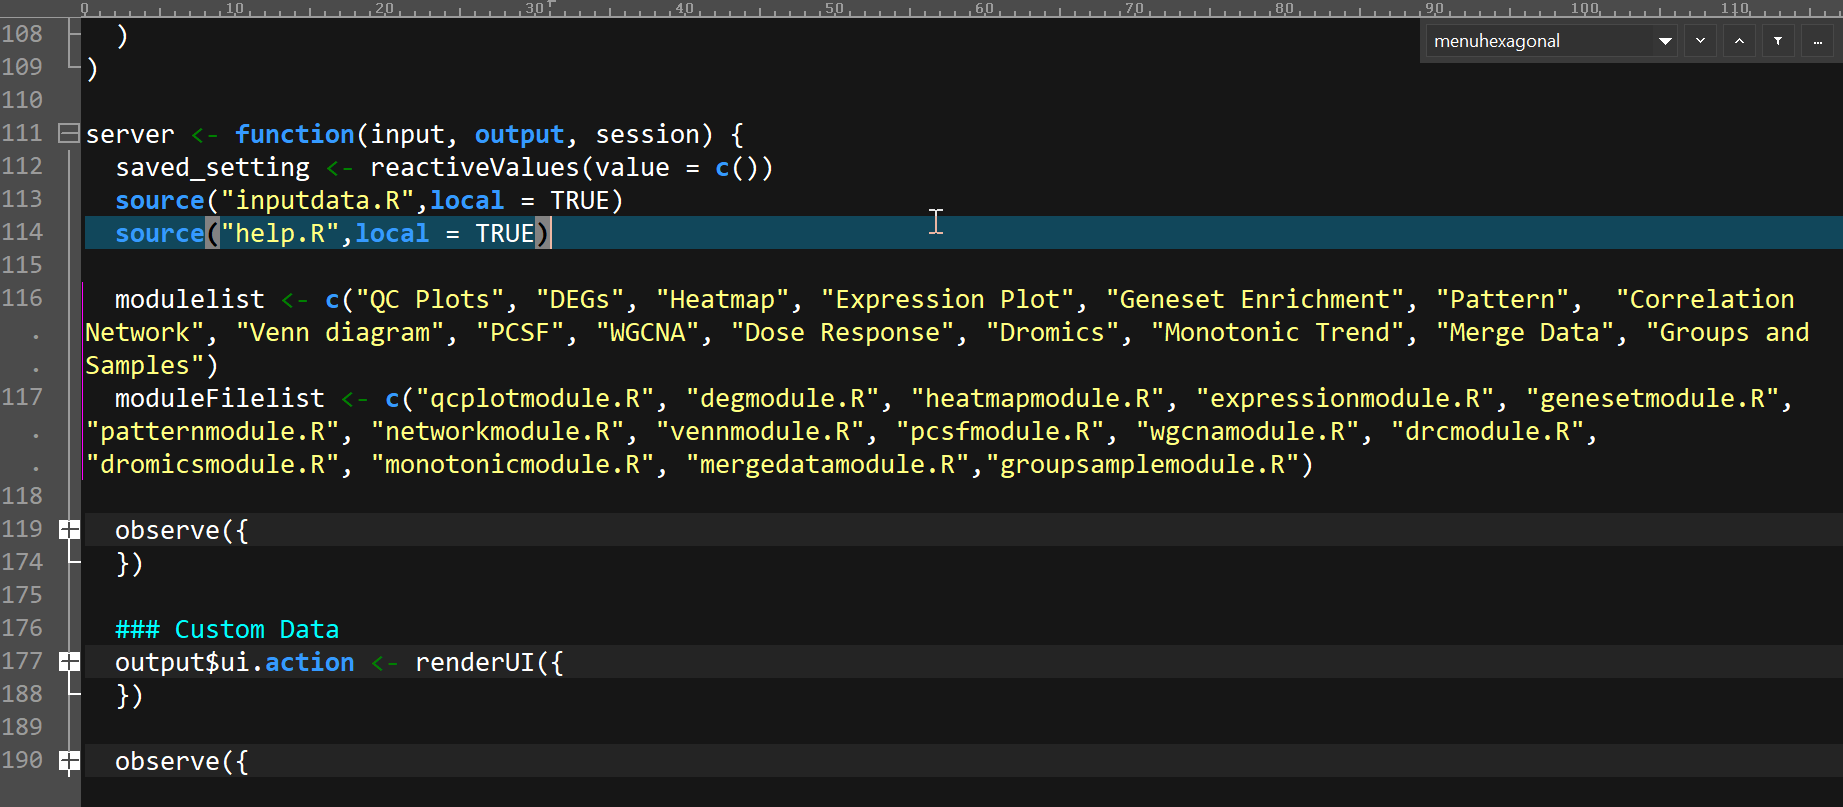 0 10 20 30 40 50 60 70 80 90 100 110
menuhexagonal
108 )
109 )
110
111 server <- function(input, output, session) {
112 saved_setting <- reactiveValues(value = c())
113 source("inputdata.R",local = TRUE)
114 source("help.R",local = TRUE)
115
116 modulelist <- c("QC Plots", "DEGs", "Heatmap", "Expression Plot", "Geneset Enrichment", "Pattern",  "Correlation
Network", "Venn diagram", "PCSF", "WGCNA", "Dose Response", "Dromics", "Monotonic Trend", "Merge Data", "Groups and
Samples")
117 moduleFilelist <- c("qcplotmodule.R", "degmodule.R", "heatmapmodule.R", "expressionmodule.R", "genesetmodule.R",
"patternmodule.R", "networkmodule.R", "vennmodule.R", "pcsfmodule.R", "wgcnamodule.R", "drcmodule.R",
"dromicsmodule.R", "monotonicmodule.R", "mergedatamodule.R","groupsamplemodule.R")
118
119 observe({
174 })
175
176 ### Custom Data
177 output$ui.action <- renderUI({
188 })
189
190 observe({